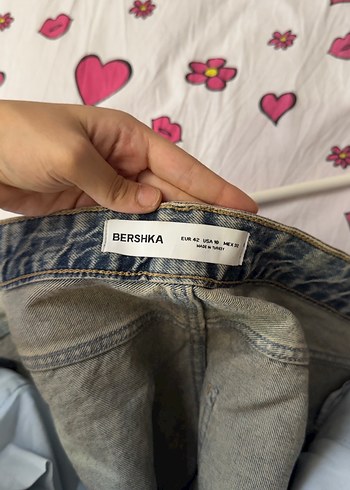 BERSHKA
EUR 42 USA 10 MEX 32
MADE IN TURKEY